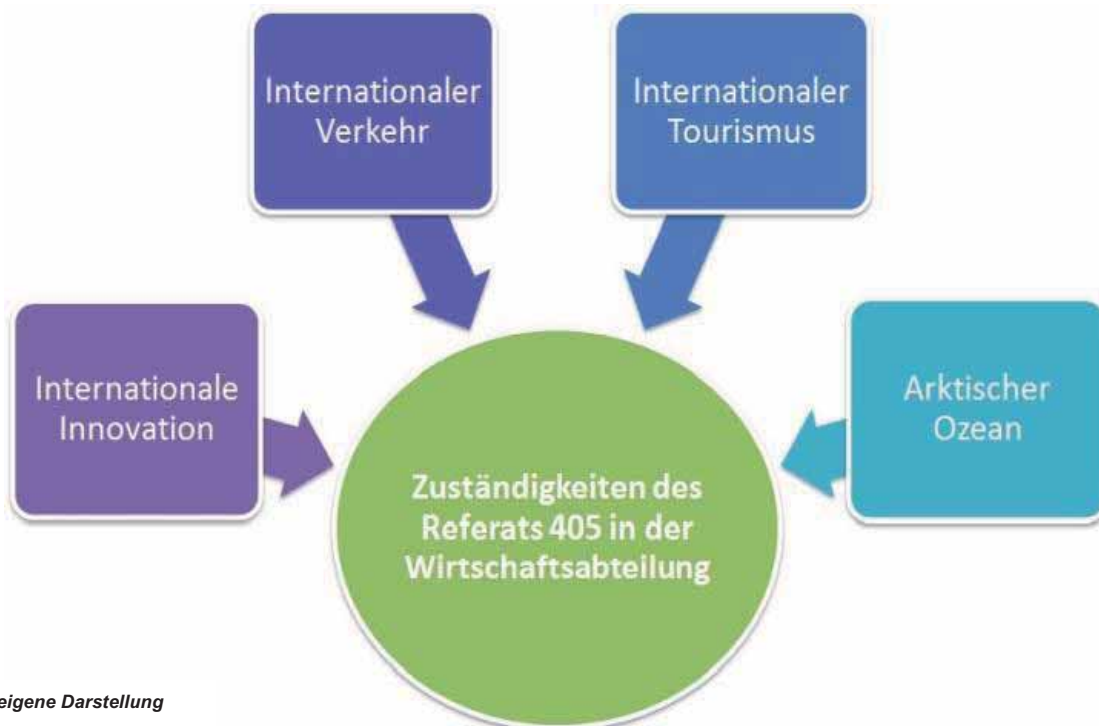 Internationaler
Verkehr
Internationaler
Tourismus
Internationale
Innovation
Arktischer
Ozean
Zuständigkeiten des
Referats 405 in der
Wirtschaftsabteilung
eigene Darstellung